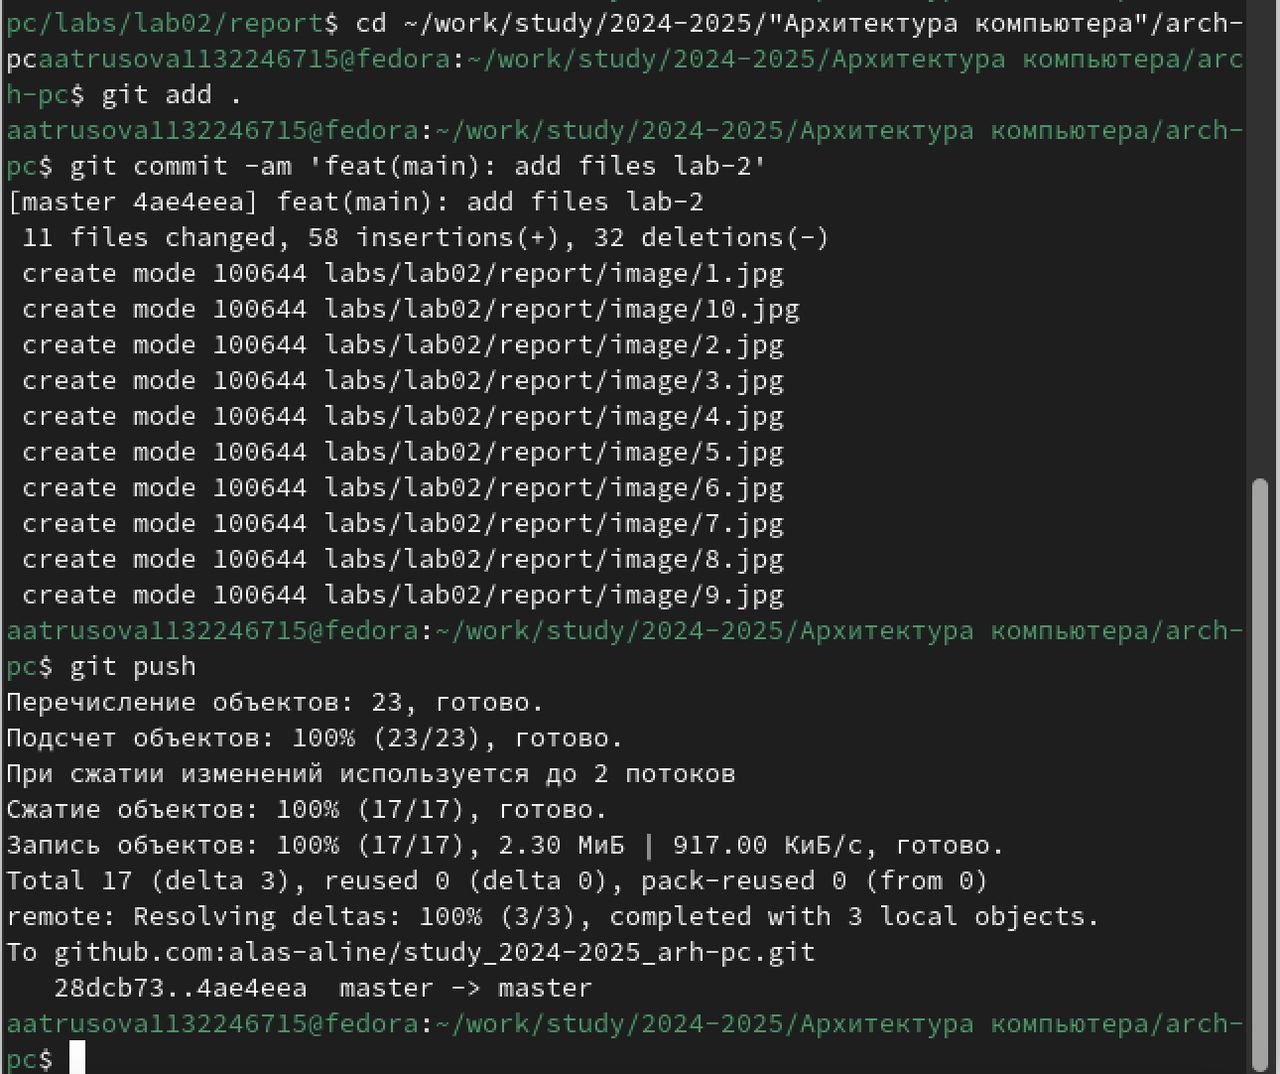 pc/labs/lab02/report$ cd ~/work/study/2024-2025/"Архитектура компьютера"/arch-
pcaatrusova1132246715@fedora:~/work/study/2024-2025/Архитектура компьютера/arc
h-pc$ git add .
aatrusova1132246715@fedora:~/work/study/2024-2025/Архитектура компьютера/arch-
pc$ git commit -am 'feat(main): add files lab-2'
[master 4ae4eea] feat(main): add files lab-2
 11 files changed, 58 insertions(+), 32 deletions(-)
 create mode 100644 labs/lab02/report/image/1.jpg
 create mode 100644 labs/lab02/report/image/10.jpg
 create mode 100644 labs/lab02/report/image/2.jpg
 create mode 100644 labs/lab02/report/image/3.jpg
 create mode 100644 labs/lab02/report/image/4.jpg
 create mode 100644 labs/lab02/report/image/5.jpg
 create mode 100644 labs/lab02/report/image/6.jpg
 create mode 100644 labs/lab02/report/image/7.jpg
 create mode 100644 labs/lab02/report/image/8.jpg
 create mode 100644 labs/lab02/report/image/9.jpg
aatrusova1132246715@fedora:~/work/study/2024-2025/Архитектура компьютера/arch-
pc$ git push
Перечисление объектов: 23, готово.
Подсчет объектов: 100% (23/23), готово.
При сжатии изменений используется до 2 потоков
Сжатие объектов: 100% (17/17), готово.
Запись объектов: 100% (17/17), 2.30 МиБ | 917.00 КиБ/с, готово.
Total 17 (delta 3), reused 0 (delta 0), pack-reused 0 (from 0)
remote: Resolving deltas: 100% (3/3), completed with 3 local objects.
To github.com:alas-aline/study_2024-2025_arh-pc.git
   28dcb73..4ae4eea  master -> master
aatrusova1132246715@fedora:~/work/study/2024-2025/Архитектура компьютера/arch-
pc$